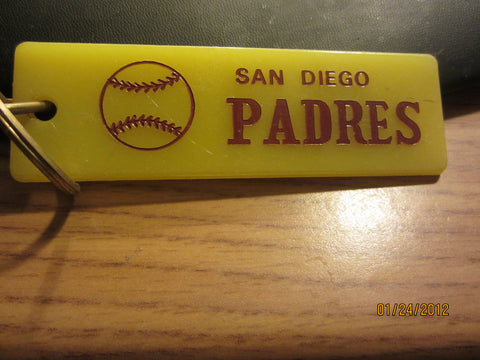 SAN DIEGO
PADRES
01/24/2012